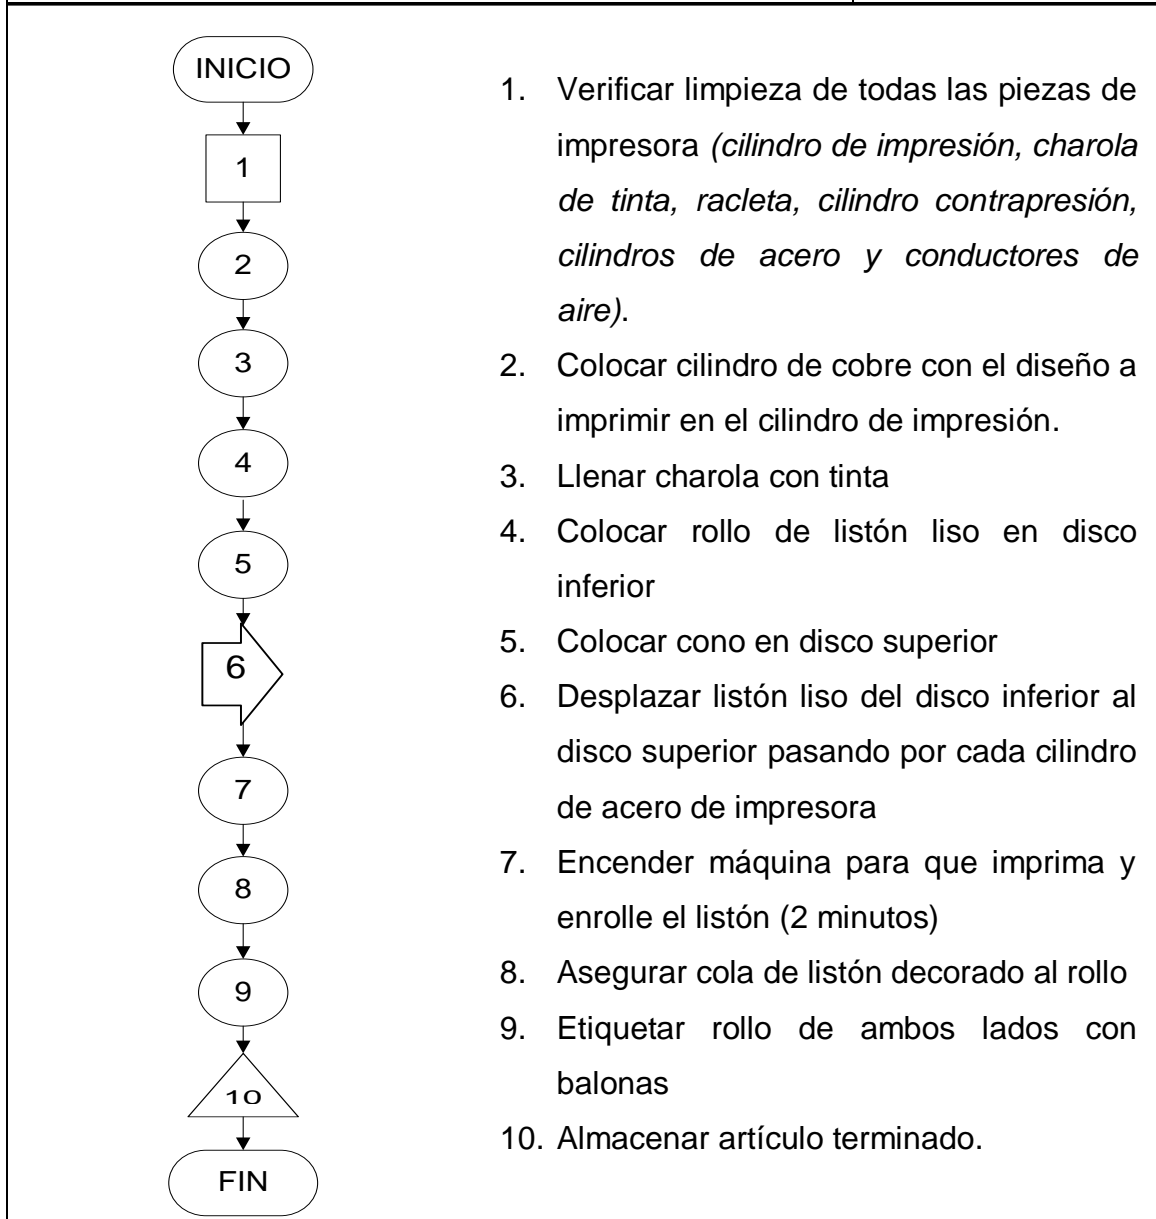 INICIO
1
2
3
4
5
6
7
8
9
10
FIN
1. Verificar limpieza de todas las piezas de
impresora (cilindro de impresión, charola
de tinta, racleta, cilindro contrapresión,
cilindros de acero y conductores de
aire).
2. Colocar cilindro de cobre con el diseño a
imprimir en el cilindro de impresión.
3. Llenar charola con tinta
4. Colocar rollo de listón liso en disco
inferior
5. Colocar cono en disco superior
6. Desplazar listón liso del disco inferior al
disco superior pasando por cada cilindro
de acero de impresora
7. Encender máquina para que imprima y
enrolle el listón (2 minutos)
8. Asegurar cola de listón decorado al rollo
9. Etiquetar rollo de ambos lados con
balonas
10. Almacenar artículo terminado.